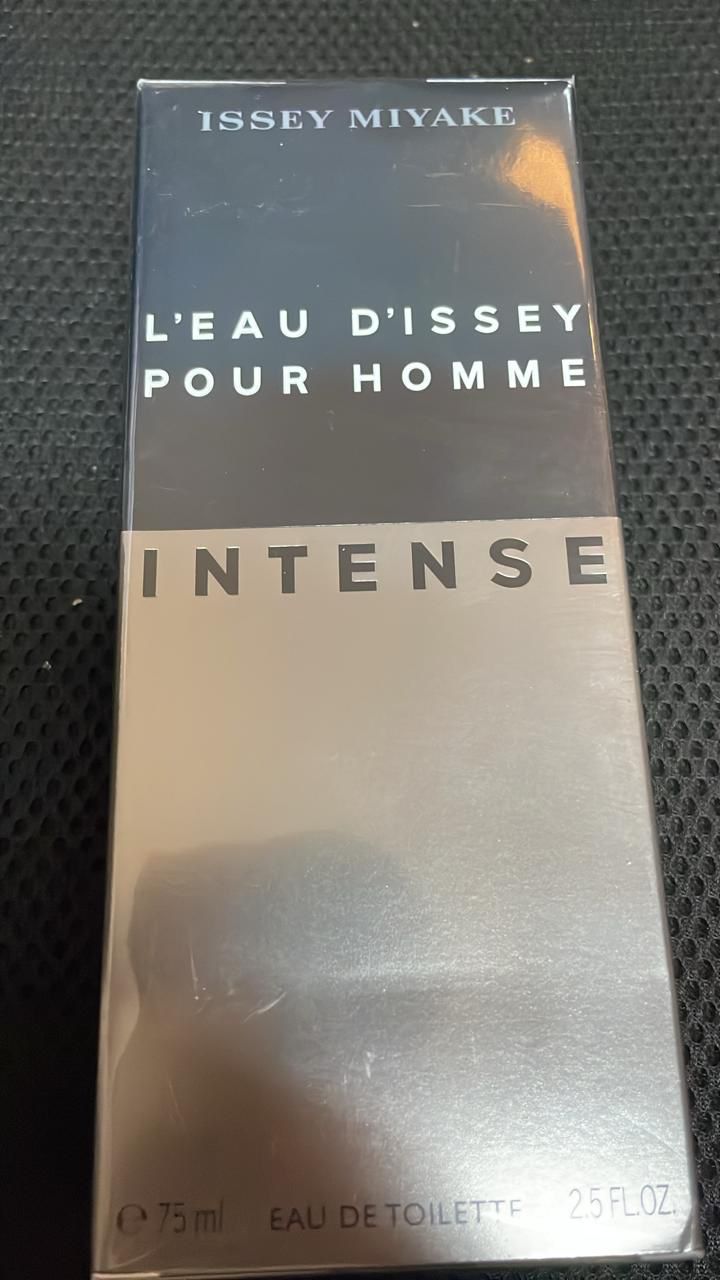 ISSEY MIYAKE
L'EAU D'ISSEY
POUR HOMME
INTENSE
℮ 75 ml EAU DE TOILETTE 2.5 FL.OZ.